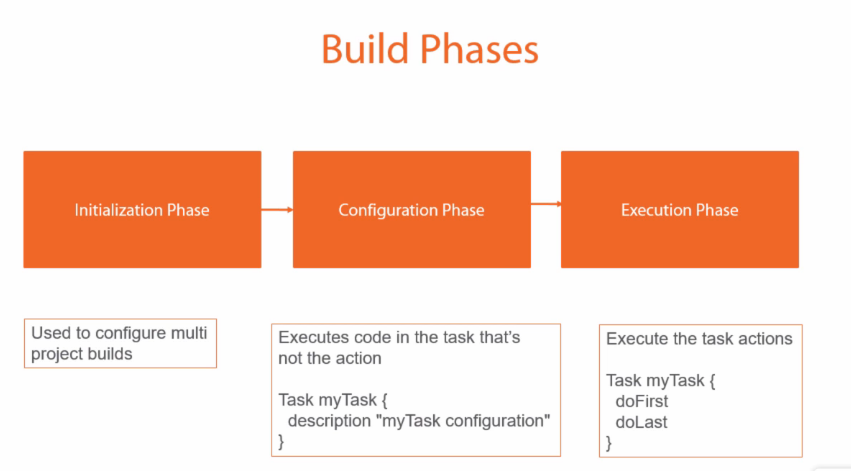 Build Phases
Initialization Phase
Configuration Phase
Execution Phase
Used to configure multi
project builds
Executes code in the task that's
not the action
Task myTask {
description "myTask configuration"
}
Execute the task actions
Task myTask {
doFirst
doLast
}